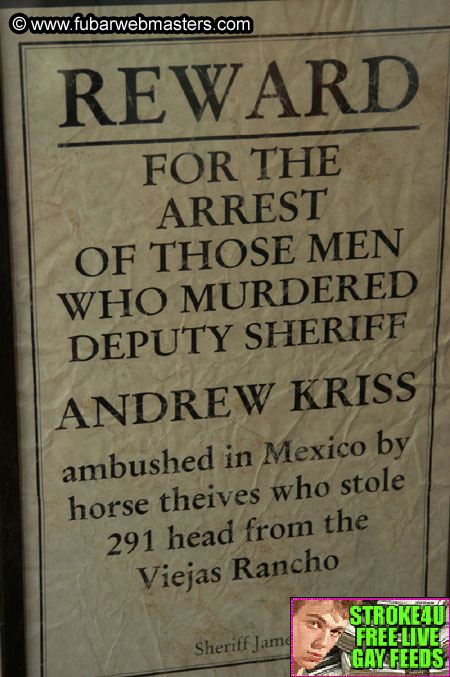 © www.fubarwebmasters.com
REWARD
FOR THE
ARREST
OF THOSE MEN
WHO MURDERED
DEPUTY SHERIFF
ANDREW KRISS
ambushed in Mexico by
horse theives who stole
291 head from the
Viejas Rancho
Sheriff Jame
STROKE4U
FREE LIVE
GAY FEEDS